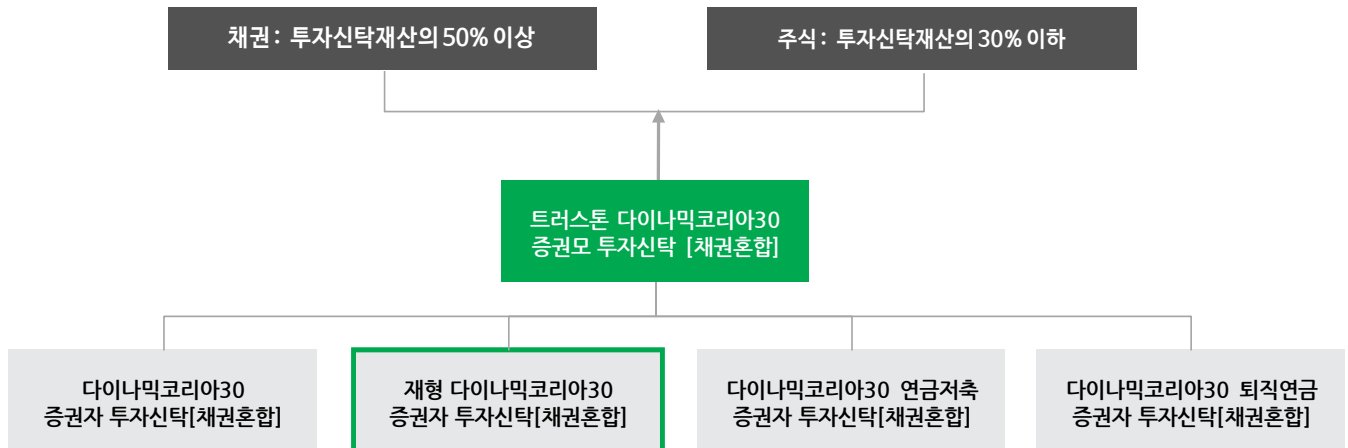 채권: 투자신탁재산의 50% 이상
주식: 투자신탁재산의 30% 이하
트러스톤 다이나믹코리아30
증권모 투자신탁 [채권혼합]
다이나믹코리아30
증권자 투자신탁[채권혼합]
재형 다이나믹코리아30
증권자 투자신탁[채권혼합]
다이나믹코리아30 연금저축
증권자 투자신탁[채권혼합]
다이나믹코리아30 퇴직연금
증권자 투자신탁[채권혼합]